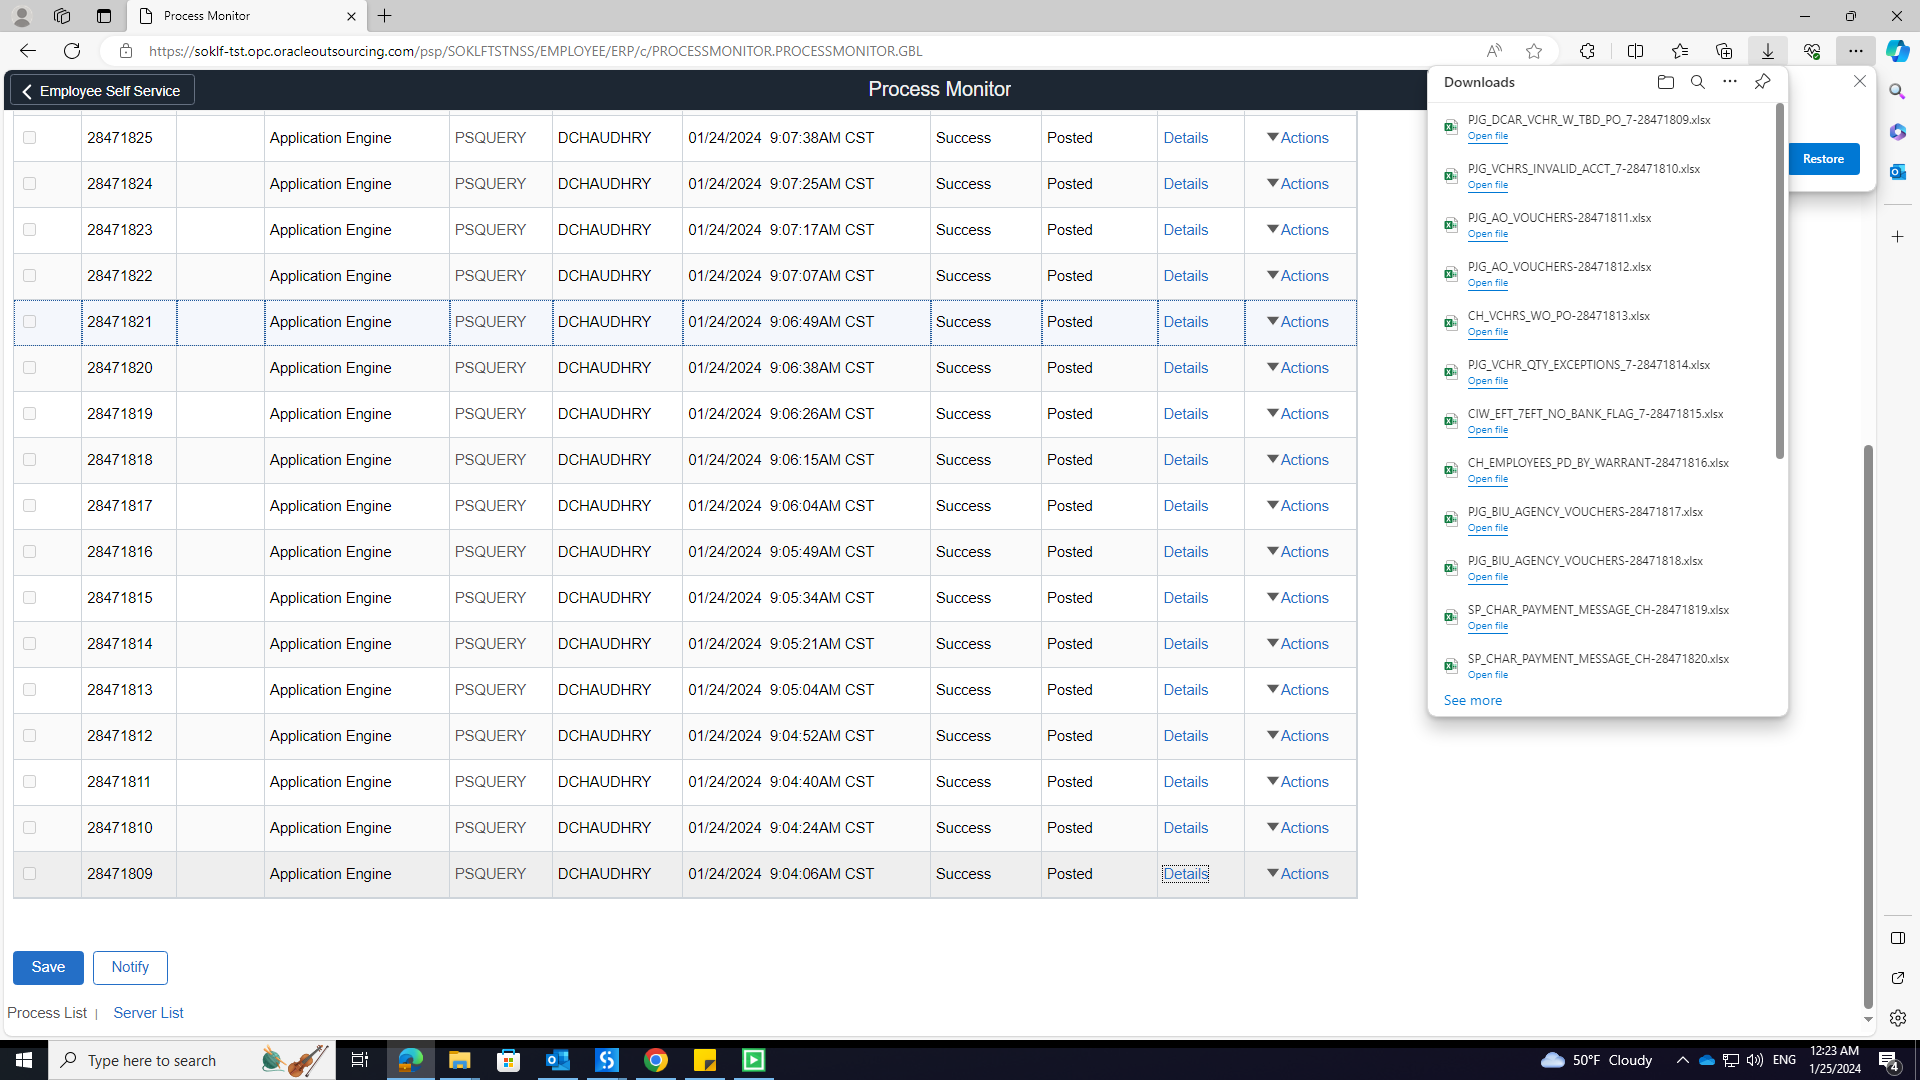 Process Monitor
https://soklf-tst.opc.oracleoutsourcing.com/psp/SOKLFTSTNSS/EMPLOYEE/ERP/c/PROCESSMONITOR.PROCESSMONITOR.GBL
Employee Self Service
Process Monitor
28471825 Application Engine PSQUERY DCHAUDHRY 01/24/2024 9:07:38AM CST Success Posted Details Actions
28471824 Application Engine PSQUERY DCHAUDHRY 01/24/2024 9:07:25AM CST Success Posted Details Actions
28471823 Application Engine PSQUERY DCHAUDHRY 01/24/2024 9:07:17AM CST Success Posted Details Actions
28471822 Application Engine PSQUERY DCHAUDHRY 01/24/2024 9:07:07AM CST Success Posted Details Actions
28471821 Application Engine PSQUERY DCHAUDHRY 01/24/2024 9:06:49AM CST Success Posted Details Actions
28471820 Application Engine PSQUERY DCHAUDHRY 01/24/2024 9:06:38AM CST Success Posted Details Actions
28471819 Application Engine PSQUERY DCHAUDHRY 01/24/2024 9:06:26AM CST Success Posted Details Actions
28471818 Application Engine PSQUERY DCHAUDHRY 01/24/2024 9:06:15AM CST Success Posted Details Actions
28471817 Application Engine PSQUERY DCHAUDHRY 01/24/2024 9:06:04AM CST Success Posted Details Actions
28471816 Application Engine PSQUERY DCHAUDHRY 01/24/2024 9:05:49AM CST Success Posted Details Actions
28471815 Application Engine PSQUERY DCHAUDHRY 01/24/2024 9:05:34AM CST Success Posted Details Actions
28471814 Application Engine PSQUERY DCHAUDHRY 01/24/2024 9:05:21AM CST Success Posted Details Actions
28471813 Application Engine PSQUERY DCHAUDHRY 01/24/2024 9:05:04AM CST Success Posted Details Actions
28471812 Application Engine PSQUERY DCHAUDHRY 01/24/2024 9:04:52AM CST Success Posted Details Actions
28471811 Application Engine PSQUERY DCHAUDHRY 01/24/2024 9:04:40AM CST Success Posted Details Actions
28471810 Application Engine PSQUERY DCHAUDHRY 01/24/2024 9:04:24AM CST Success Posted Details Actions
28471809 Application Engine PSQUERY DCHAUDHRY 01/24/2024 9:04:06AM CST Success Posted Details Actions
Save Notify
Process List | Server List
Downloads
PJG_DCAR_VCHR_W_TBD_PO_7-28471809.xlsx
Open file
PJG_VCHRS_INVALID_ACCT_7-28471810.xlsx
Open file
PJG_AO_VOUCHERS-28471811.xlsx
Open file
PJG_AO_VOUCHERS-28471812.xlsx
Open file
CH_VCHRS_WO_PO-28471813.xlsx
Open file
PJG_VCHR_QTY_EXCEPTIONS_7-28471814.xlsx
Open file
CIW_EFT_7EFT_NO_BANK_FLAG_7-28471815.xlsx
Open file
CH_EMPLOYEES_PD_BY_WARRANT-28471816.xlsx
Open file
PJG_BIU_AGENCY_VOUCHERS-28471817.xlsx
Open file
PJG_BIU_AGENCY_VOUCHERS-28471818.xlsx
Open file
SP_CHAR_PAYMENT_MESSAGE_CH-28471819.xlsx
Open file
SP_CHAR_PAYMENT_MESSAGE_CH-28471820.xlsx
Open file
See more
Restore
Type here to search
50°F Cloudy
ENG
12:23 AM
1/25/2024
4